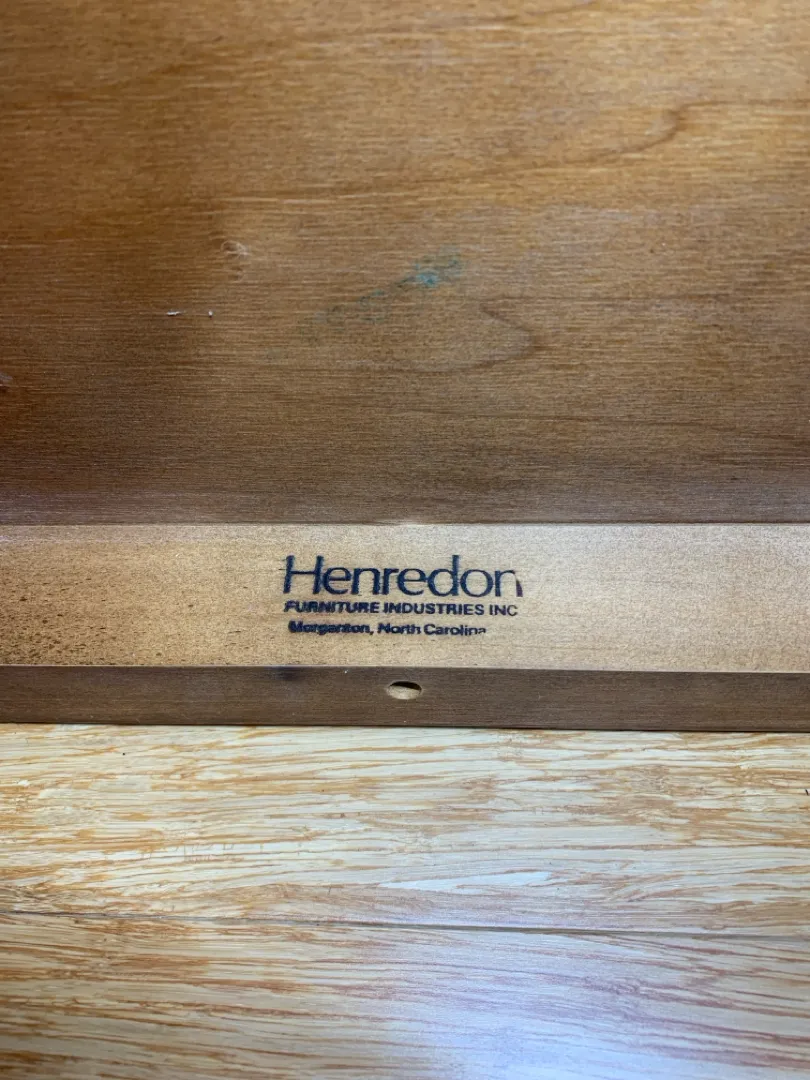 Henredon
FURNITURE INDUSTRIES INC
Morganton, North Carolina